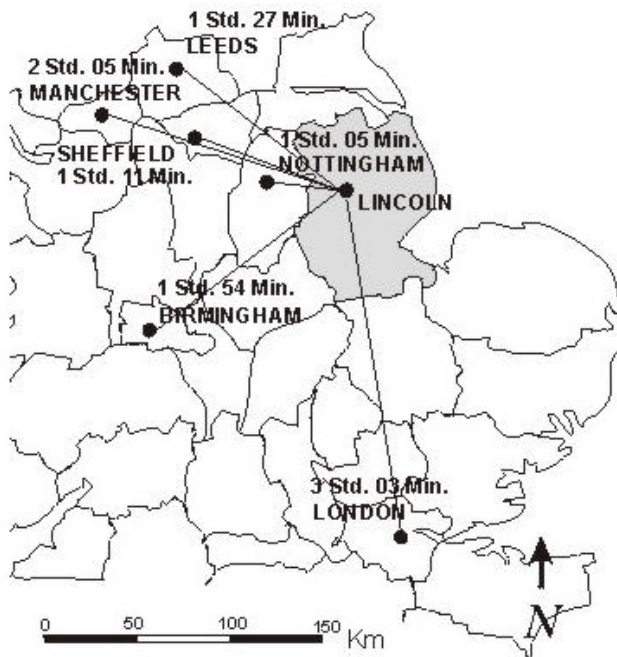 1 Std. 27 Min.
LEEDS
2 Std. 05 Min.
MANCHESTER
1 Std. 05 Min.
NOTTINGHAM
SHEFFIELD
1 Std. 11 Min.
LINCOLN
1 Std. 54 Min.
BIRMINGHAM
3 Std. 03 Min.
LONDON
N
0 50 100 150
Km